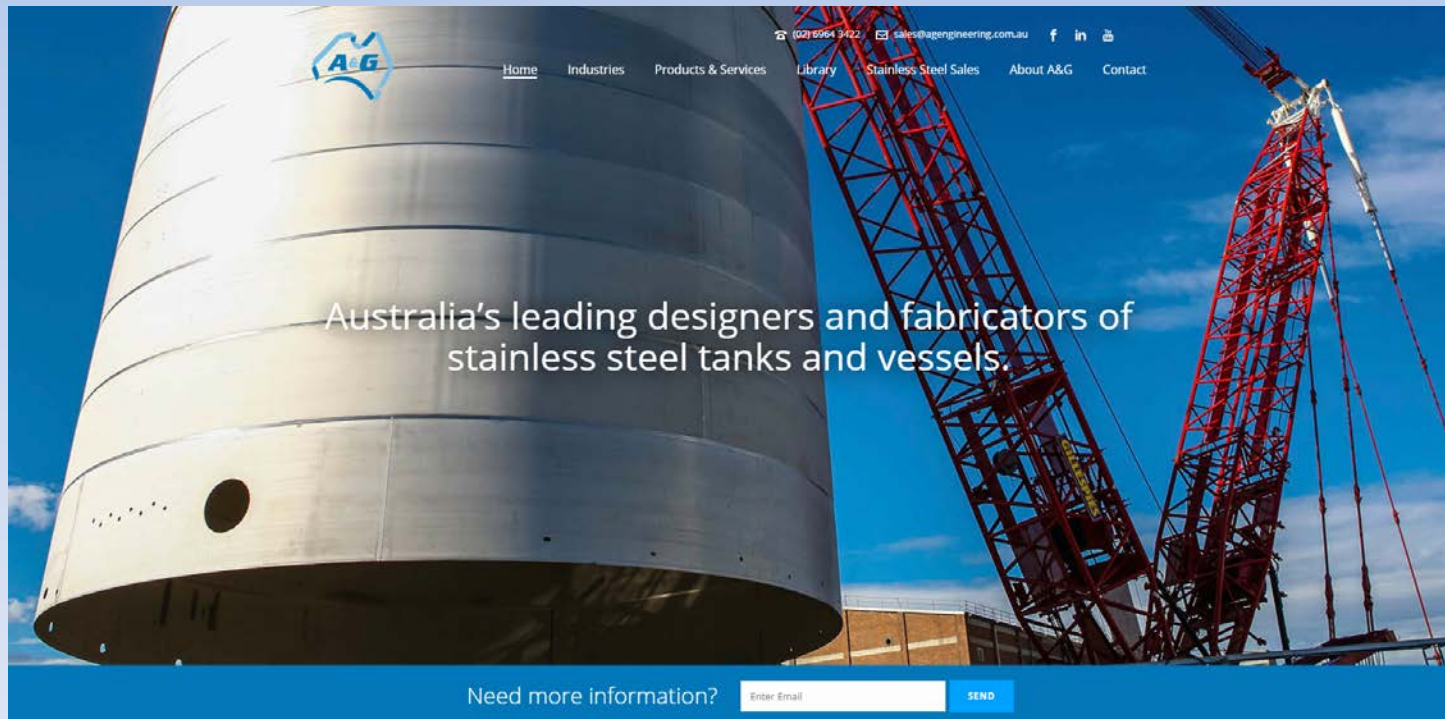 (02) 6964 3422 sales@agengineering.com.au
A&G
Home Industries Products & Services Library Stainless Steel Sales About A&G Contact
Australia's leading designers and fabricators of
stainless steel tanks and vessels.
GILLESPIES
Need more information? Enter Email SEND